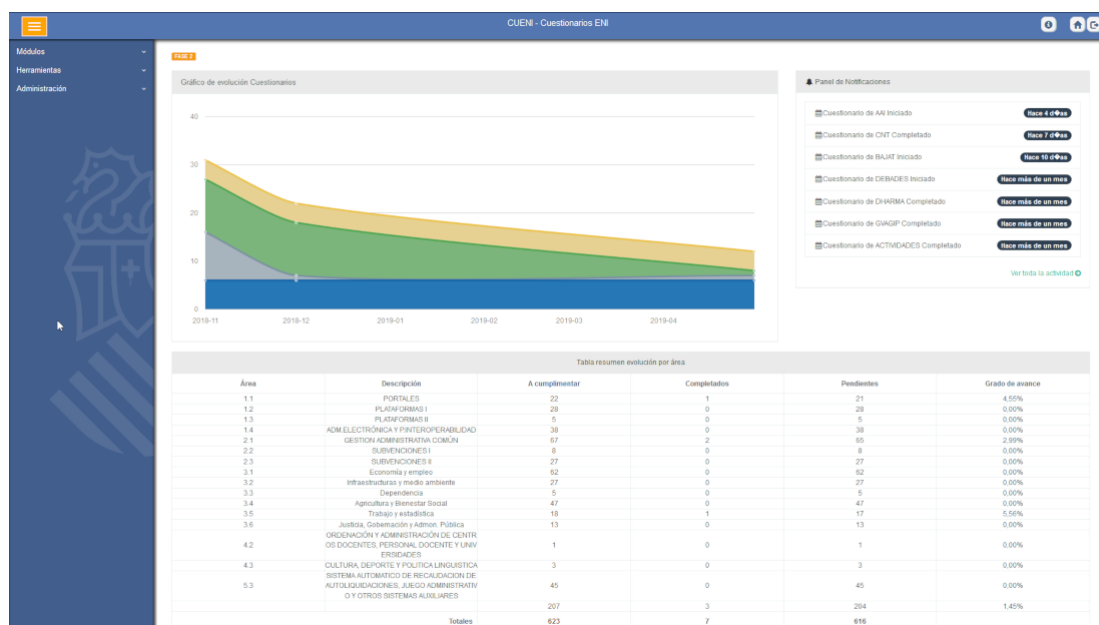 CUENI - Cuestionarios ENI
Módulos
Herramientas
Administración
FASE 2
Gráfico de evolución Cuestionarios
40
30
20
10
0
2018-11 2018-12 2019-01 2019-02 2019-03 2019-04
Panel de Notificaciones
Cuestionario de AAI Iniciado Hace 4 d�as
Cuestionario de CNT Completado Hace 7 d�as
Cuestionario de BAJAT Iniciado Hace 10 d�as
Cuestionario de DEBADES Iniciado Hace más de un mes
Cuestionario de DHARMA Completado Hace más de un mes
Cuestionario de GVAGIP Completado Hace más de un mes
Cuestionario de ACTIVIDADES Completado Hace más de un mes
Ver toda la actividad
Tabla resumen evolución por área
Área Descripción A cumplimentar Completados Pendientes Grado de avance
1.1 PORTALES 22 1 21 4,55%
1.2 PLATAFORMAS I 28 0 28 0,00%
1.3 PLATAFORMAS II 5 0 5 0,00%
1.4 ADM.ELECTRÓNICA Y P.INTEROPERABILIDAD 38 0 38 0,00%
2.1 GESTION ADMINISTRATIVA COMÚN 67 2 65 2,99%
2.2 SUBVENCIONES I 8 0 8 0,00%
2.3 SUBVENCIONES II 27 0 27 0,00%
3.1 Economía y empleo 62 0 62 0,00%
3.2 Infraestructuras y medio ambiente 27 0 27 0,00%
3.3 Dependencia 5 0 5 0,00%
3.4 Agricultura y Bienestar Social 47 0 47 0,00%
3.5 Trabajo y estadística 18 1 17 5,56%
3.6 Justicia, Gobernación y Admon. Pública 13 0 13 0,00%
ORDENACIÓN Y ADMINISTRACIÓN DE CENTR
4.2 OS DOCENTES, PERSONAL DOCENTE Y UNIV 1 0 1 0,00%
ERSIDADES
4.3 CULTURA, DEPORTE Y POLITICA LINGUISTICA 3 0 3 0,00%
SISTEMA AUTOMATICO DE RECAUDACION DE
5.3 AUTOLIQUIDACIONES, JUEGO ADMINISTRATIV 45 0 45 0,00%
O Y OTROS SISTEMAS AUXILIARES
207 3 204 1,45%
Totales 623 7 616